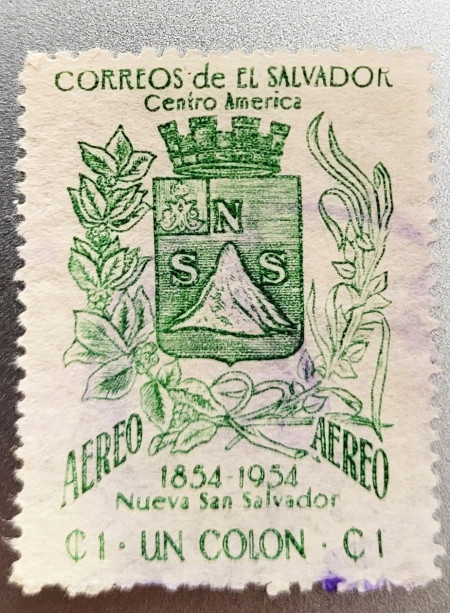 CORREOS de EL SALVADOR
Centro America
N
S S
AEREO AEREO
1854-1954
Nueva San Salvador
₡1 · UN COLON · ₡1